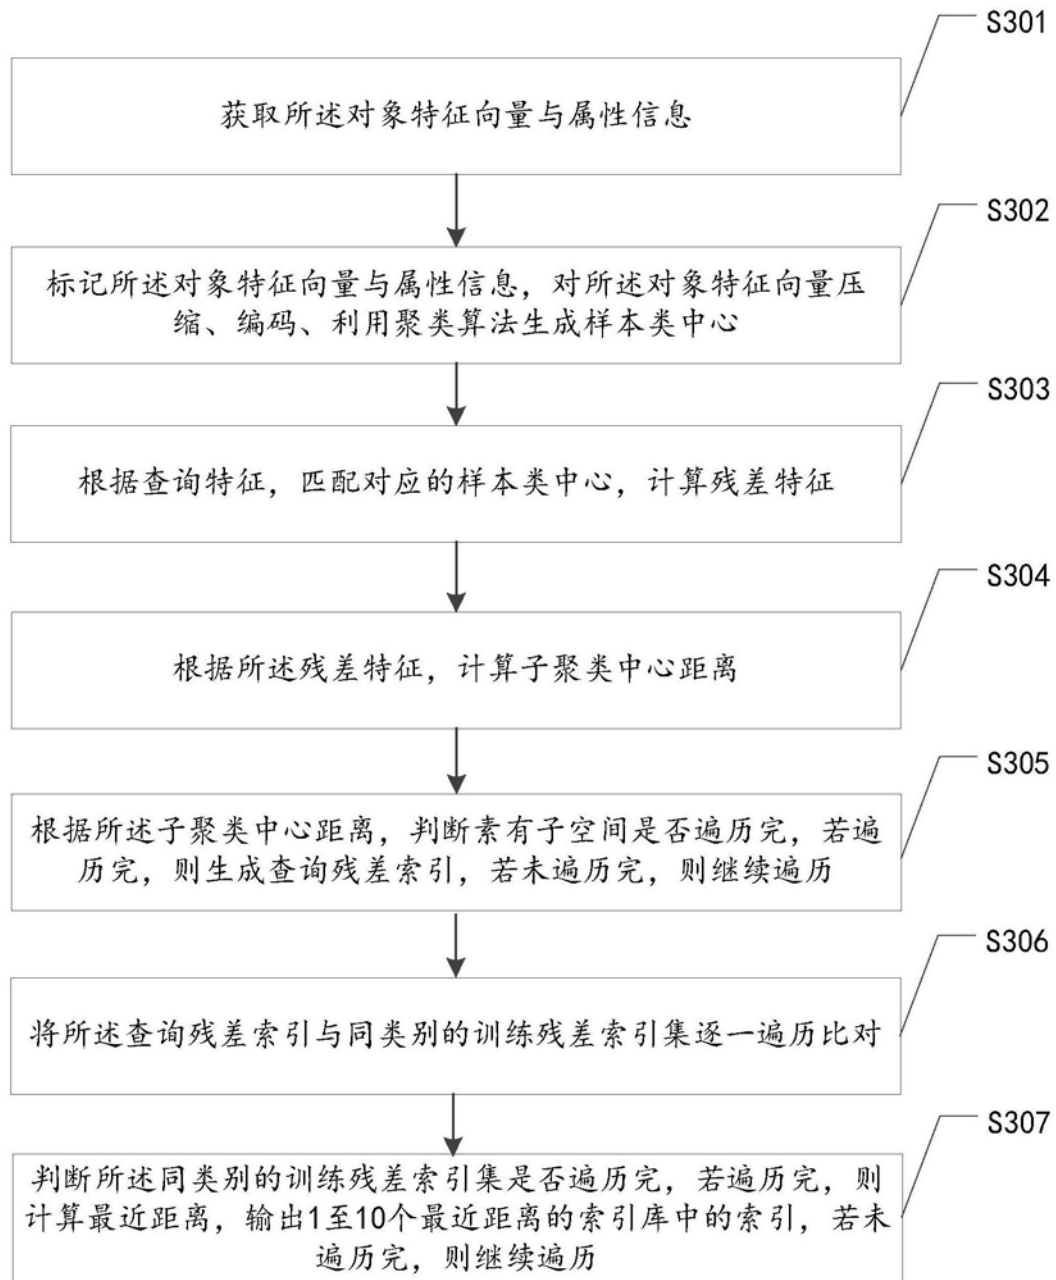 S301
获取所述对象特征向量与属性信息
S302
标记所述对象特征向量与属性信息，对所述对象特征向量压
缩、编码、利用聚类算法生成样本类中心
S303
根据查询特征，匹配对应的样本类中心，计算残差特征
S304
根据所述残差特征，计算子聚类中心距离
S305
根据所述子聚类中心距离，判断素有子空间是否遍历完，若遍
历完，则生成查询残差索引，若未遍历完，则继续遍历
S306
将所述查询残差索引与同类别的训练残差索引集逐一遍历比对
S307
判断所述同类别的训练残差索引集是否遍历完，若遍历完，则
计算最近距离，输出1至10个最近距离的索引库中的索引，若未
遍历完，则继续遍历